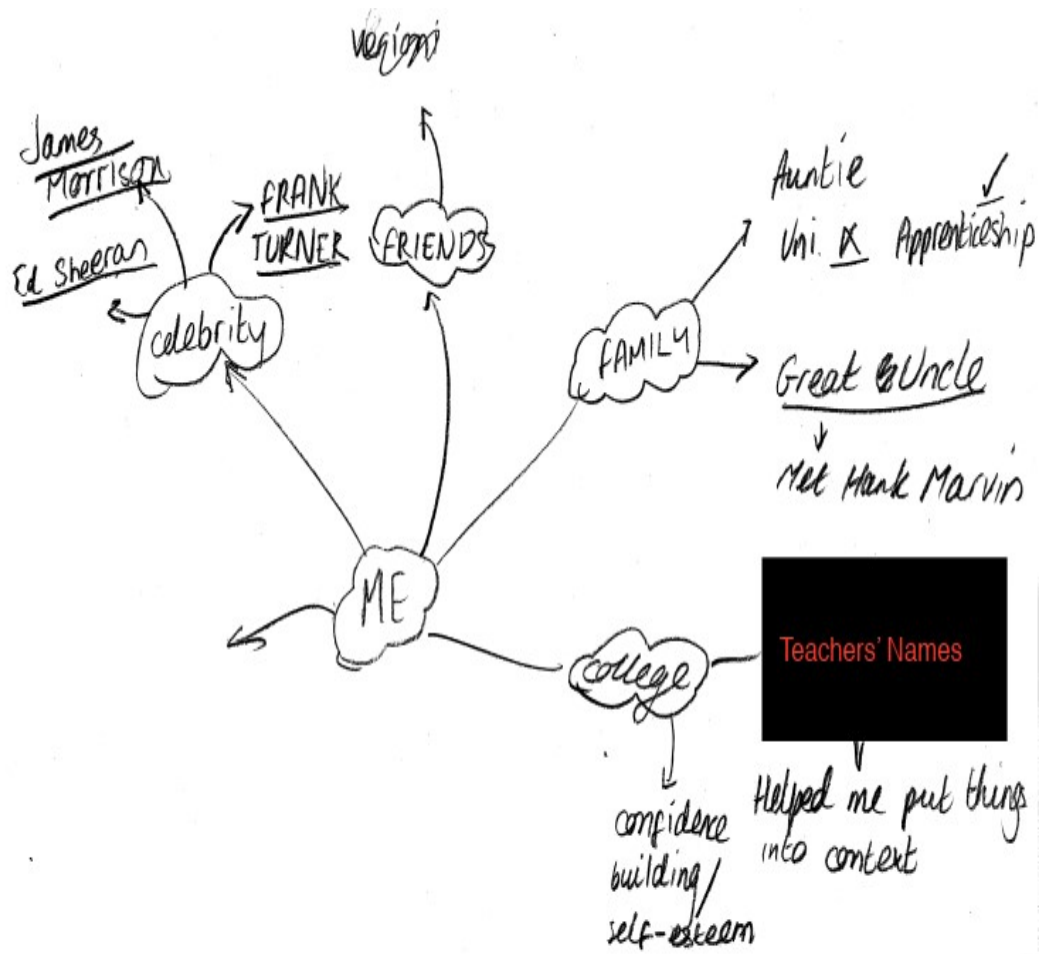 James
Morrison
Ed Sheeran
FRANK
TURNER
celebrity
FRIENDS
FAMILY
Auntie
Uni. X Apprenticeship
Great Uncle
Met Hank Marvin
ME
college
Teachers' Names
Helped me put things
into context
confidence
building/
self-esteem